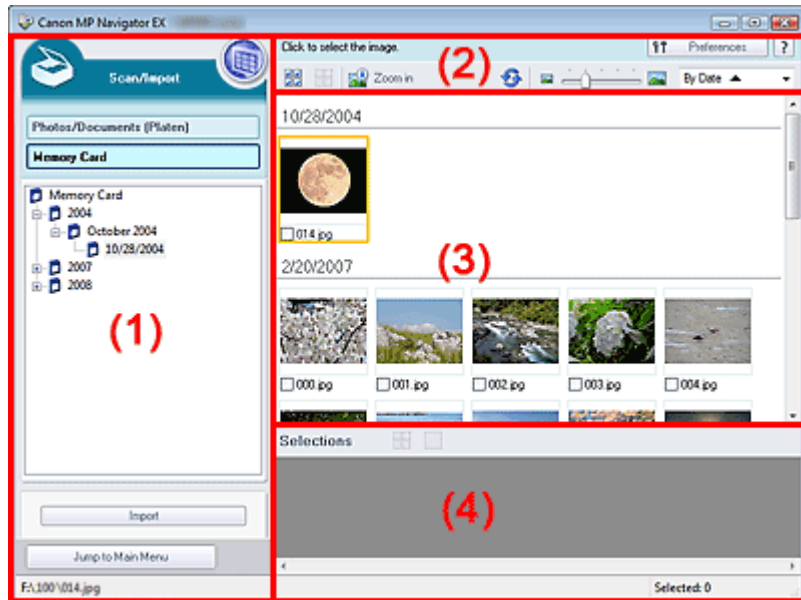 Canon MP Navigator EX
Click to select the image.
Preferences
?
Scan/Import
(2)
Zoom in
By Date
Photos/Documents (Platen)
Memory Card
10/28/2004
014.jpg
Memory Card
2004
October 2004
10/28/2004
2007
2008
(1)
(3)
2/20/2007
000.jpg
001.jpg
002.jpg
003.jpg
004.jpg
Selections
(4)
Import
Jump to Main Menu
F:\100\014.jpg
Selected: 0